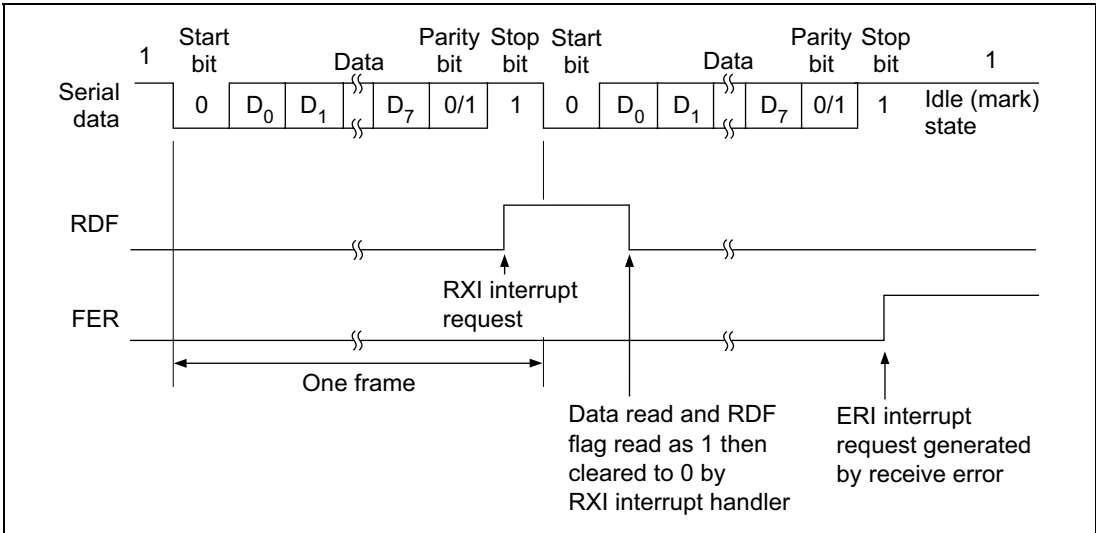 1
Start bit
Data
Parity bit
Stop bit
Start bit
Data
Parity bit
Stop bit
1
Serial data
0 D0 D1 D7 0/1 1 0 D0 D1 D7 0/1 1
Idle (mark) state
RDF
RXI interrupt
request
FER
One frame
Data read and RDF
flag read as 1 then
cleared to 0 by
RXI interrupt handler
ERI interrupt
request generated
by receive error